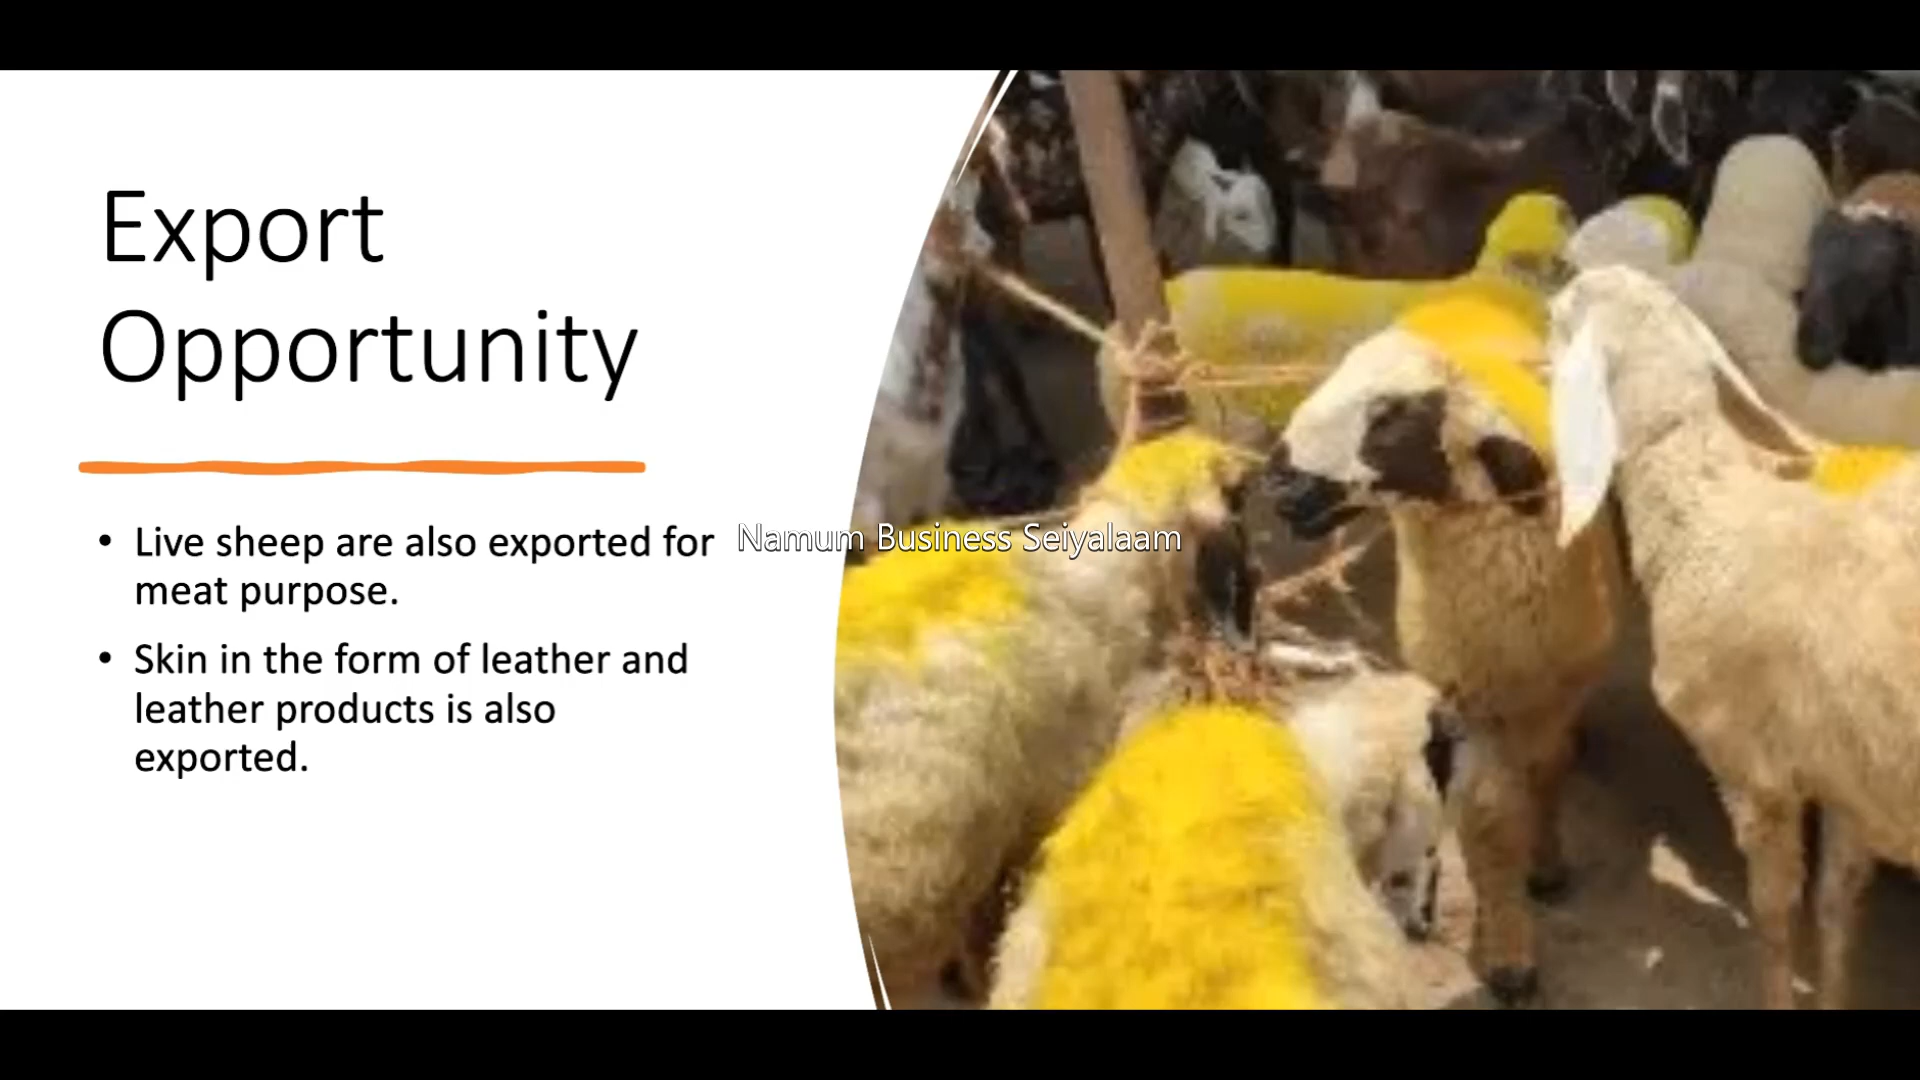 Export
Opportunity
• Live sheep are also exported for
meat purpose.
• Skin in the form of leather and
leather products is also
exported.
Namum Business Seiyalaam